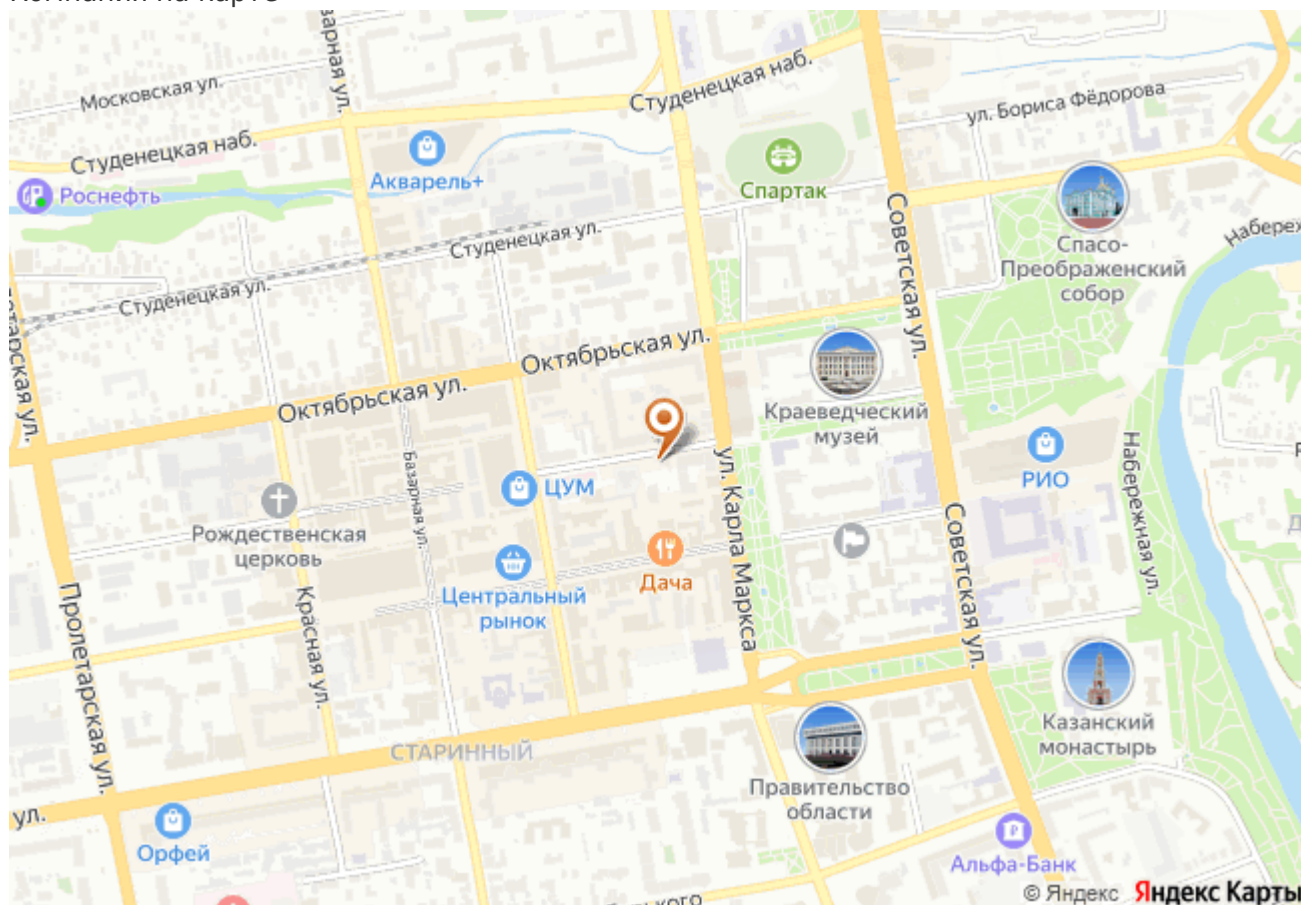 Компания на карте
Московская ул.
Студенецкая наб.
Студенецкая наб.
ул. Бориса Фёдорова
Роснефть
Акварель+
Спартак
Студенецкая ул.
Студенецкая ул.
Советская ул.
Спасо-
Преображенский
собор
Октябрьская ул.
Октябрьская ул.
Краеведческий
музей
Базарная ул.
ЦУМ
ул. Карла Маркса
РИО
Набережная ул.
Рождественская
церковь
Центральный
рынок
Дача
Советская ул.
Красная ул.
Пролетарская ул.
Казанский
монастырь
СТАРИННЫЙ
Правительство
области
ул.
Орфей
Альфа-Банк
© Яндекс Яндекс Карты